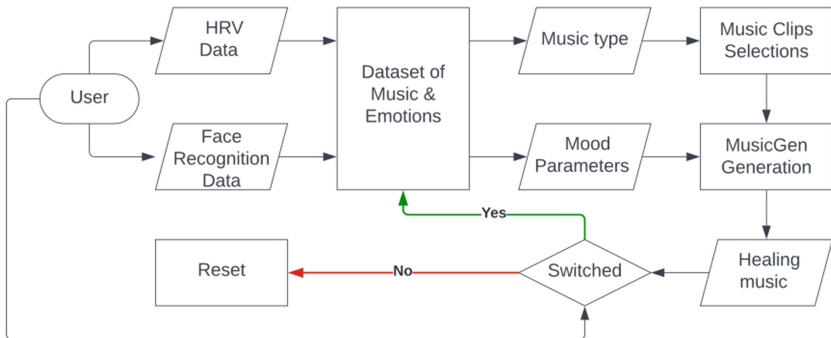 HRV
Data
Music type
Music Clips
Selections
Dataset of
Music &
Emotions
User
Face
Recognition
Data
Mood
Parameters
MusicGen
Generation
Yes
Reset
No
Switched
Healing
music